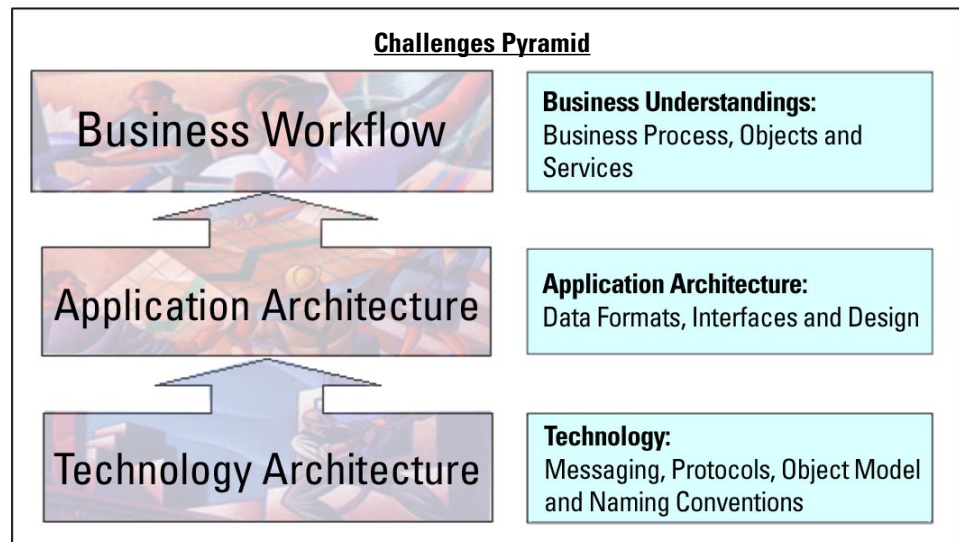 Challenges Pyramid
Business Workflow
Business Understandings:
Business Process, Objects and
Services
Application Architecture
Application Architecture:
Data Formats, Interfaces and Design
Technology Architecture
Technology:
Messaging, Protocols, Object Model
and Naming Conventions